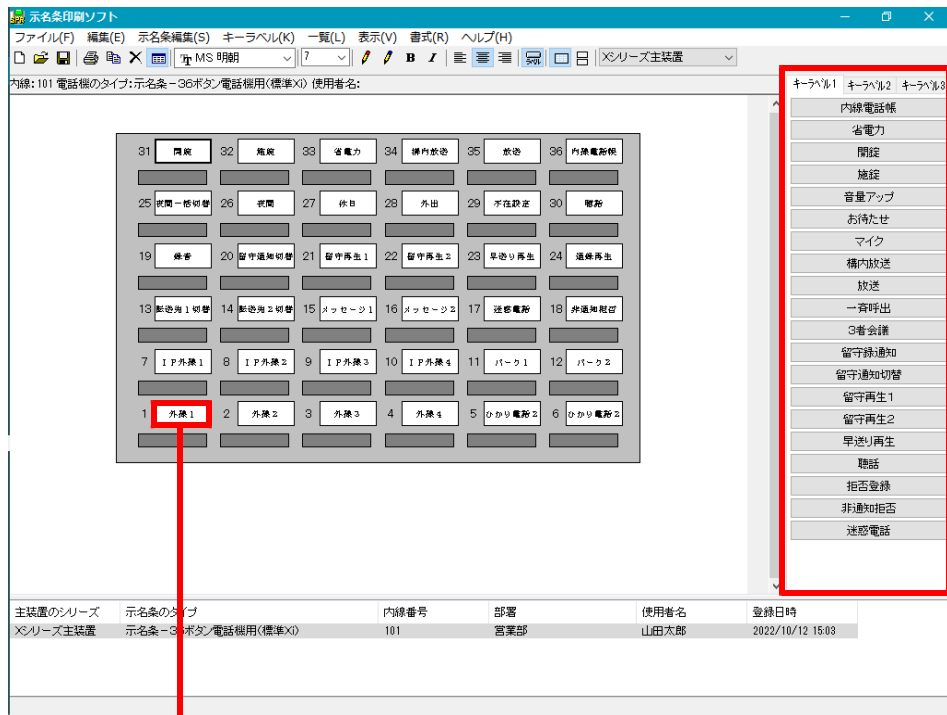 示名条印刷ソフト
ファイル(F) 編集(E) 示名条編集(S) キーラベル(K) 一覧(L) 表示(V) 書式(R) ヘルプ(H)
MS 明朝 7 B I Xシリーズ主装置
内線:101 電話機のタイプ:示名条-36ボタン電話機用(標準Xi) 使用者名:
キーラベル1 キーラベル2 キーラベル3
内線電話帳
省電力
開錠
施錠
音量アップ
お待たせ
マイク
構内放送
放送
一斉呼出
3者会議
留守録通知
留守通知切替
留守再生1
留守再生2
早送り再生
聴話
拒否登録
非通知拒否
迷惑電話
31 開錠 32 施錠 33 省電力 34 構内放送 35 放送 36 内線電話帳
25 夜間一括切替 26 夜間 27 休日 28 外出 29 不在設定 30 聴話
19 録音 20 留守通知切替 21 留守再生1 22 留守再生2 23 早送り再生 24 通録再生
13 転送先1切替 14 転送先2切替 15 メッセージ1 16 メッセージ2 17 迷惑電話 18 非通知拒否
7 IP外線1 8 IP外線2 9 IP外線3 10 IP外線4 11 パーク1 12 パーク2
1 外線1 2 外線2 3 外線3 4 外線4 5 ひかり電話2 6 ひかり電話2
主装置のシリーズ 示名条のタイプ 内線番号 部署 使用者名 登録日時
Xシリーズ主装置 示名条-36ボタン電話機用(標準Xi) 101 営業部 山田太郎 2022/10/12 15:03